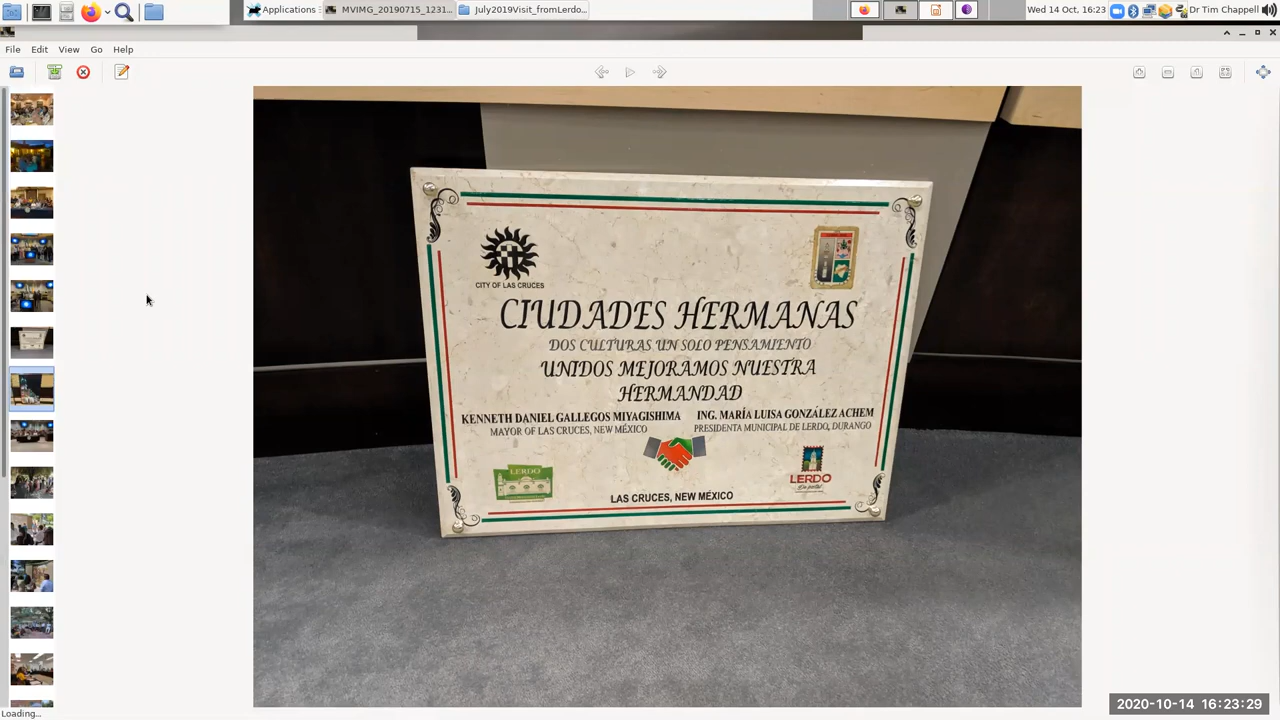 Applications
MVIMG_20190715_1231...
July2019Visit_fromLerdo...
Wed 14 Oct, 16:23
Dr Tim Chappell
File Edit View Go Help
CITY OF LAS CRUCES
CIUDADES HERMANAS
DOS CULTURAS UN SOLO PENSAMIENTO
UNIDOS MEJORAMOS NUESTRA
HERMANDAD
KENNETH DANIEL GALLEGOS MIYAGISHIMA
MAYOR OF LAS CRUCES, NEW MÉXICO
ING. MARÍA LUISA GONZÁLEZ ACHEM
PRESIDENTA MUNICIPAL DE LERDO, DURANGO
LERDO
LERDO
LAS CRUCES, NEW MÉXICO
Loading...
2020-10-14 16:23:29